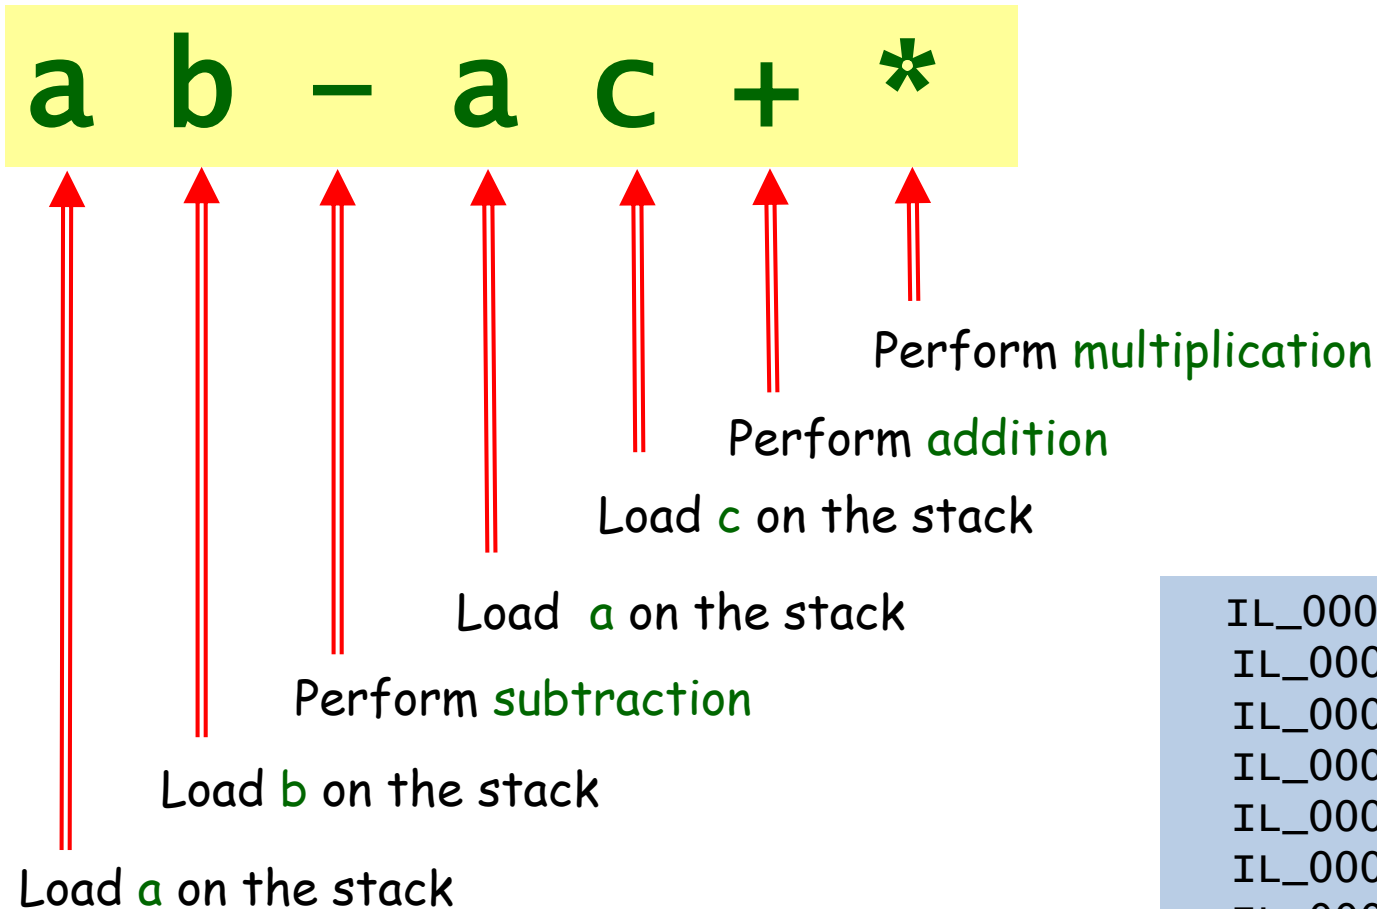 a b − a c + *
Perform multiplication
Perform addition
Load c on the stack
Load a on the stack
Perform subtraction
Load b on the stack
Load a on the stack
IL_000
IL_000
IL_000
IL_000
IL_000
IL_000